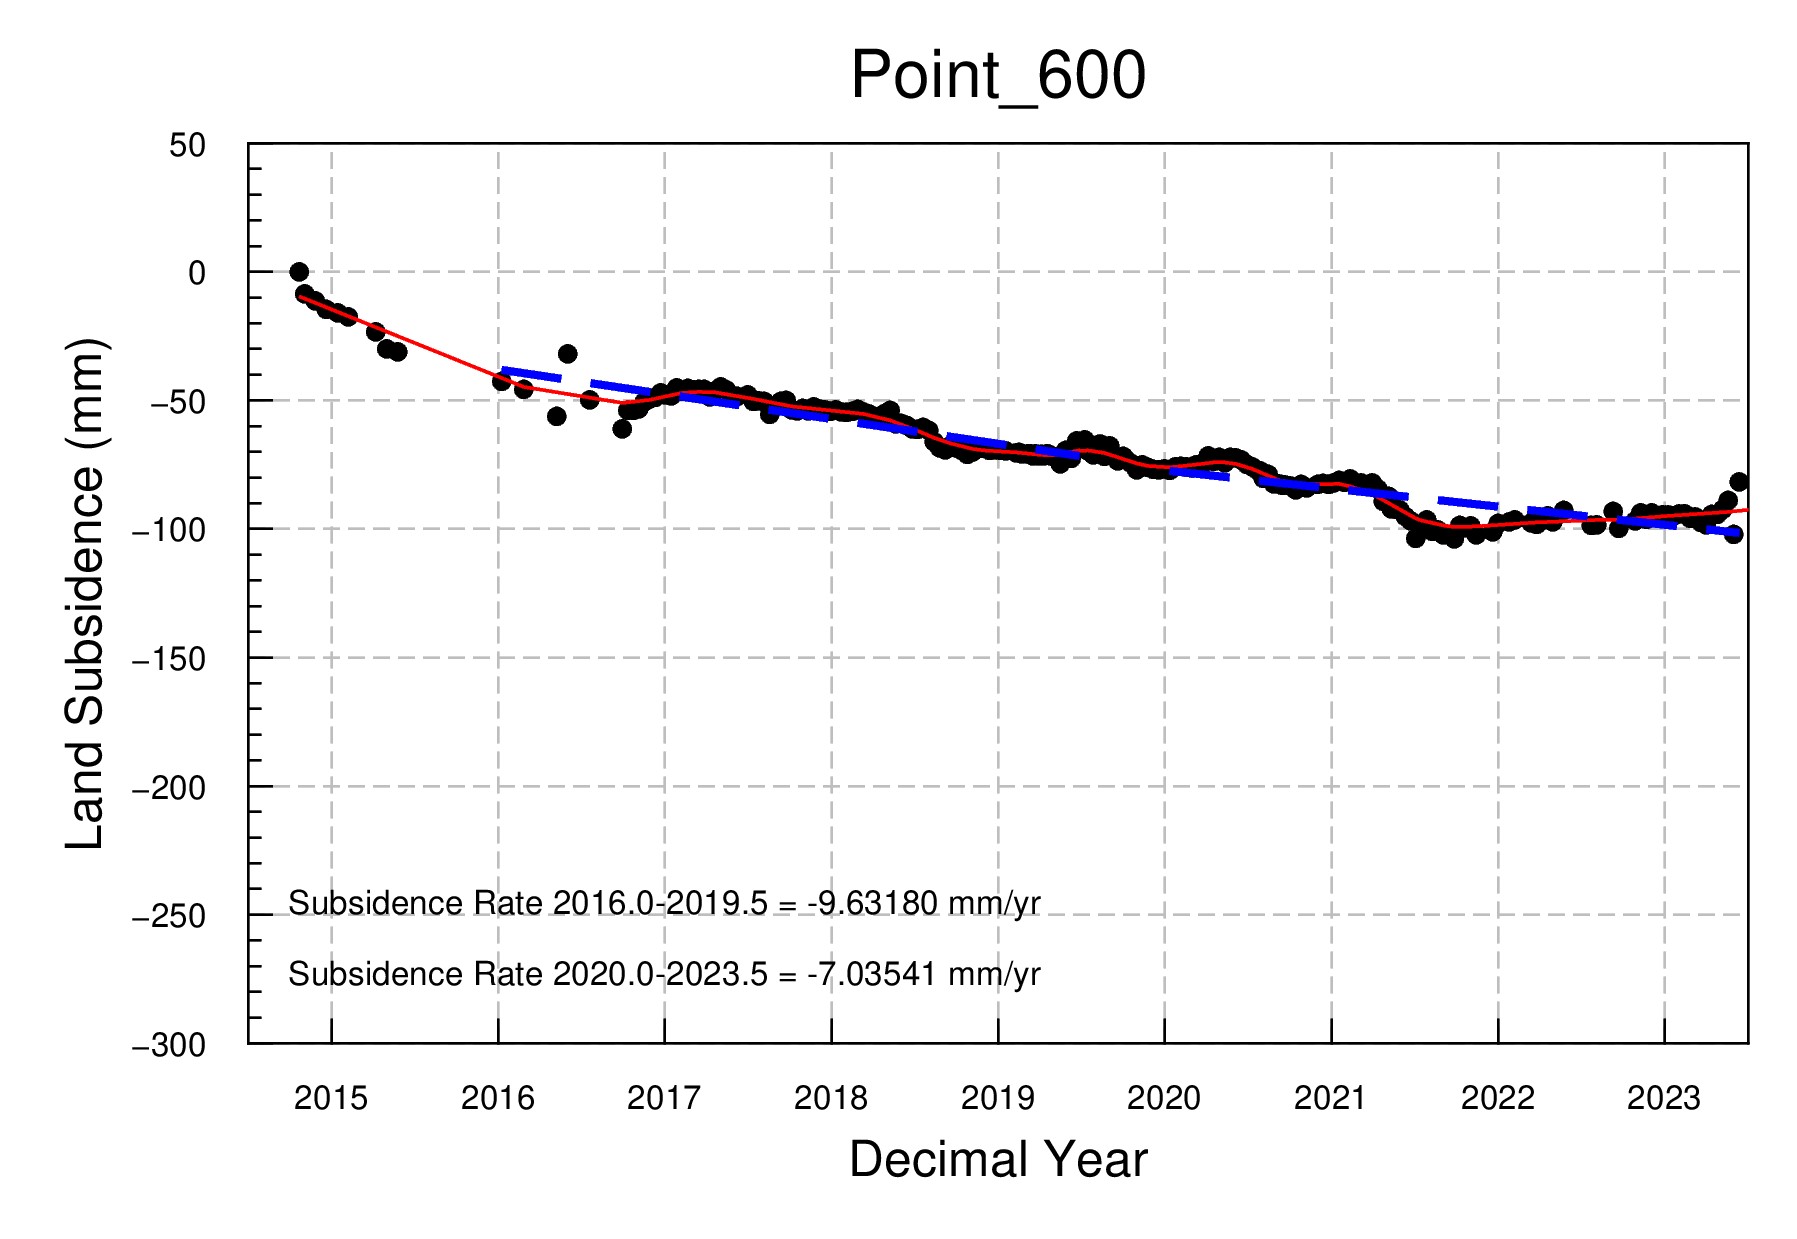 Point_600
50
0
−50
−100
−150
−200
−250
−300
Land Subsidence (mm)
Subsidence Rate 2016.0-2019.5 = -9.63180 mm/yr
Subsidence Rate 2020.0-2023.5 = -7.03541 mm/yr
2015 2016 2017 2018 2019 2020 2021 2022 2023
Decimal Year